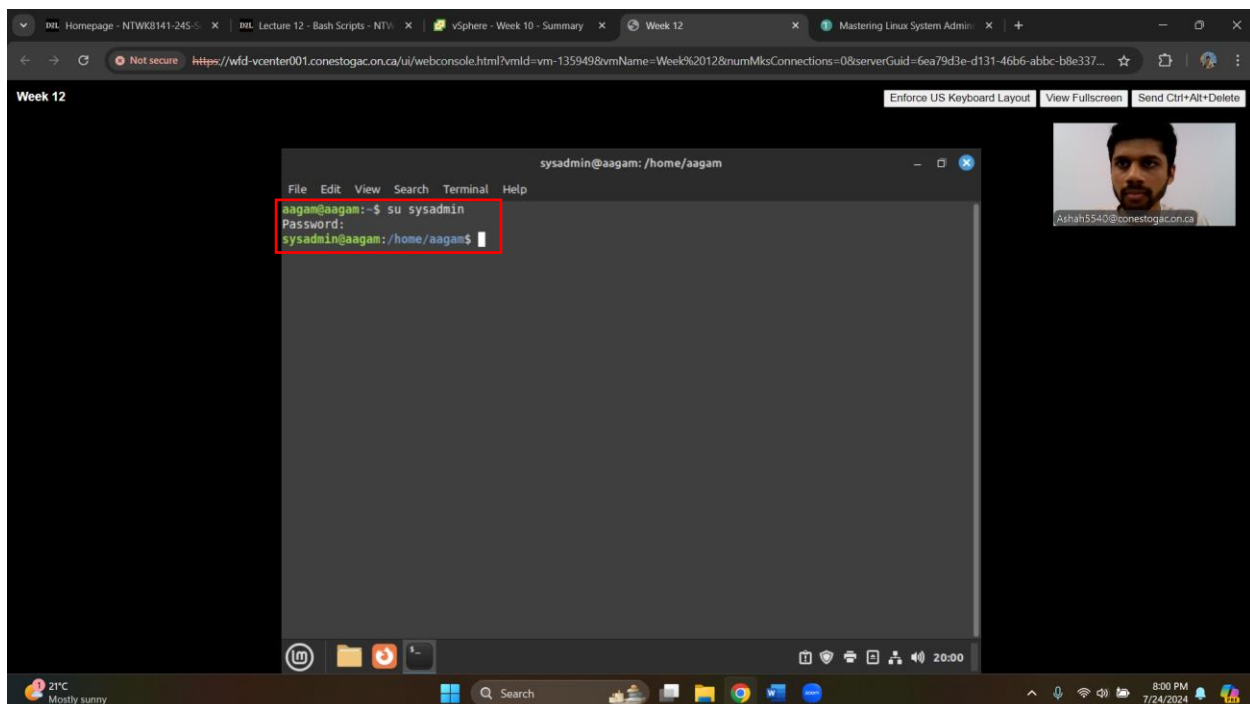 Homepage - NTWK8141-24S-S
Lecture 12 - Bash Scripts - NTW
vSphere - Week 10 - Summary
Week 12
Mastering Linux System Admin
Not secure
https://wfd-vcenter001.conestogac.on.ca/ui/webconsole.html?vmId=vm-135949&vmName=Week%2012&numMksConnections=0&serverGuid=6ea79d3e-d131-46b6-abbc-b8e337...
Week 12
Enforce US Keyboard Layout
View Fullscreen
Send Ctrl+Alt+Delete
sysadmin@aagam: /home/aagam
File Edit View Search Terminal Help
aagam@aagam:~$ su sysadmin
Password:
sysadmin@aagam:/home/aagam$
Ashah5540@conestogac.on.ca
20:00
21°C
Mostly sunny
Search
8:00 PM
7/24/2024